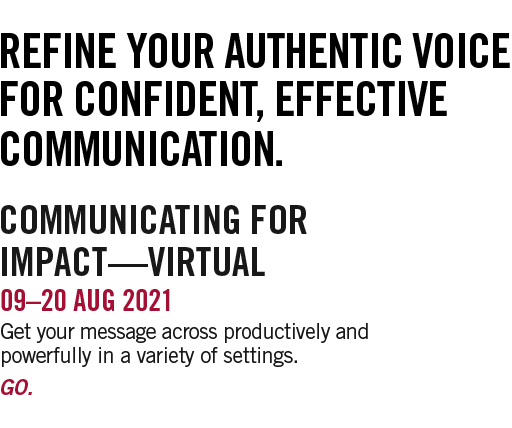 REFINE YOUR AUTHENTIC VOICE
FOR CONFIDENT, EFFECTIVE
COMMUNICATION.
COMMUNICATING FOR
IMPACT—VIRTUAL
09–20 AUG 2021
Get your message across productively and
powerfully in a variety of settings.
GO.